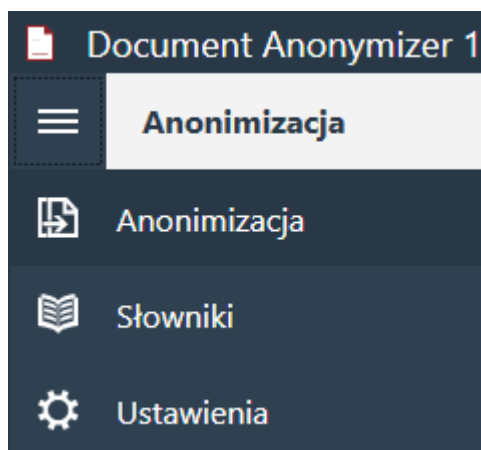 Document Anonymizer 1
Anonimizacja
Anonimizacja
Słowniki
Ustawienia